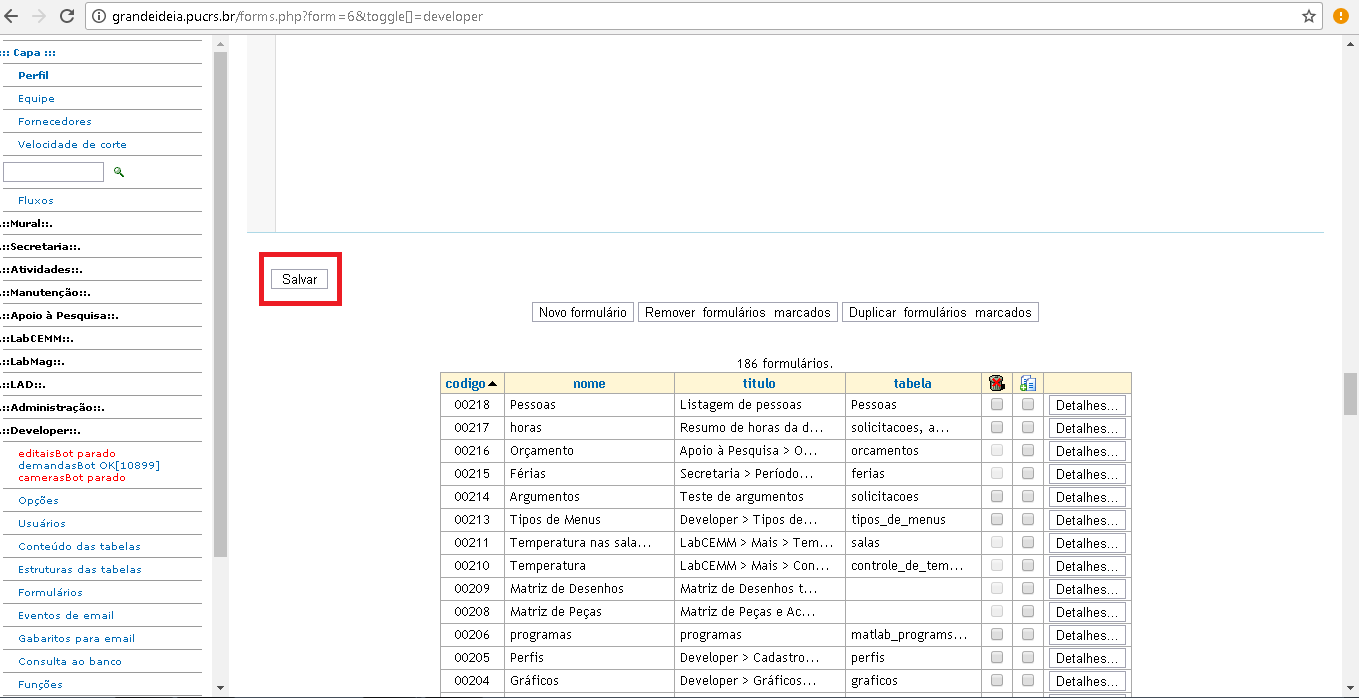 grandeideia.pucrs.br/forms.php?form=6&toggle[]=developer
::: Capa :::
Perfil
Equipe
Fornecedores
Velocidade de corte
Fluxos
.::Mural::.
.::Secretaria::.
.::Atividades::.
.::Manutenção::.
.::Apoio à Pesquisa::.
.::LabCEMM::.
.::LabMag::.
.::LAD::.
.::Administração::.
.::Developer::.
editaisBot parado
demandasBot OK[10899]
camerasBot parado
Opções
Usuários
Conteúdo das tabelas
Estruturas das tabelas
Formulários
Eventos de email
Gabaritos para email
Consulta ao banco
Funções
Salvar
Novo formulário Remover formulários marcados Duplicar formulários marcados
186 formulários.
codigo nome titulo tabela
00218 Pessoas Listagem de pessoas Pessoas Detalhes...
00217 horas Resumo de horas da d... solicitacoes, a... Detalhes...
00216 Orçamento Apoio à Pesquisa > O... orcamentos Detalhes...
00215 Férias Secretaria > Período... ferias Detalhes...
00214 Argumentos Teste de argumentos solicitacoes Detalhes...
00213 Tipos de Menus Developer > Tipos de... tipos_de_menus Detalhes...
00211 Temperatura nas sala... LabCEMM > Mais > Tem... salas Detalhes...
00210 Temperatura LabCEMM > Mais > Con... controle_de_tem... Detalhes...
00209 Matriz de Desenhos Matriz de Desenhos t... Detalhes...
00208 Matriz de Peças Matriz de Peças e Ac... Detalhes...
00206 programas programas matlab_programs... Detalhes...
00205 Perfis Developer > Cadastro... perfis Detalhes...
00204 Gráficos Developer > Gráficos... graficos Detalhes...